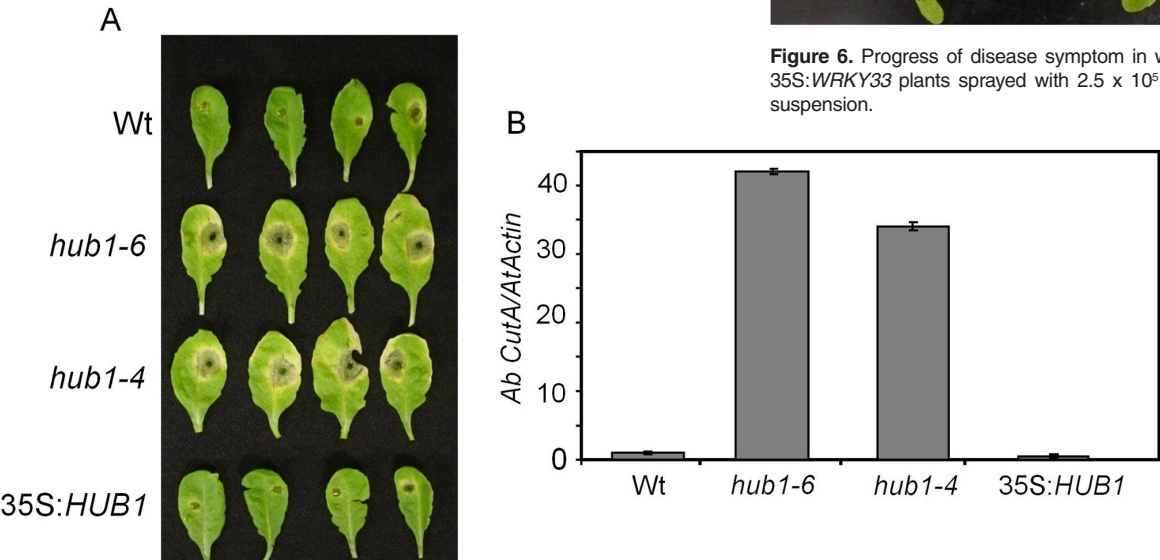 A
Wt
hub1-6
hub1-4
35S:HUB1
Figure 6. Progress of disease symptom in
35S:WRKY33 plants sprayed with 2.5 x 10⁵
suspension.
B
Ab CutA/AtActin
40
30
20
10
0
Wt
hub1-6
hub1-4
35S:HUB1